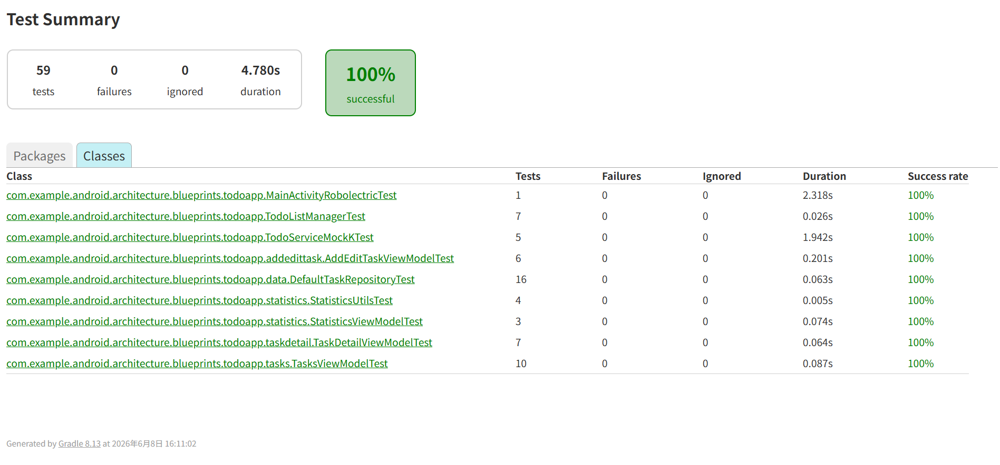 Test Summary
59 0 0 4.780s
tests failures ignored duration
100%
successful
Packages Classes
Class Tests Failures Ignored Duration Success rate
com.example.android.architecture.blueprints.todoapp.MainActivityRobolectricTest 1 0 0 2.318s 100%
com.example.android.architecture.blueprints.todoapp.TodoListManagerTest 7 0 0 0.026s 100%
com.example.android.architecture.blueprints.todoapp.TodoServiceMockKTest 5 0 0 1.942s 100%
com.example.android.architecture.blueprints.todoapp.addedittask.AddEditTaskViewModelTest 6 0 0 0.201s 100%
com.example.android.architecture.blueprints.todoapp.data.DefaultTaskRepositoryTest 16 0 0 0.063s 100%
com.example.android.architecture.blueprints.todoapp.statistics.StatisticsUtilsTest 4 0 0 0.005s 100%
com.example.android.architecture.blueprints.todoapp.statistics.StatisticsViewModelTest 3 0 0 0.074s 100%
com.example.android.architecture.blueprints.todoapp.taskdetail.TaskDetailViewModelTest 7 0 0 0.064s 100%
com.example.android.architecture.blueprints.todoapp.tasks.TasksViewModelTest 10 0 0 0.087s 100%
Generated by Gradle 8.13 at 2026年6月8日 16:11:02